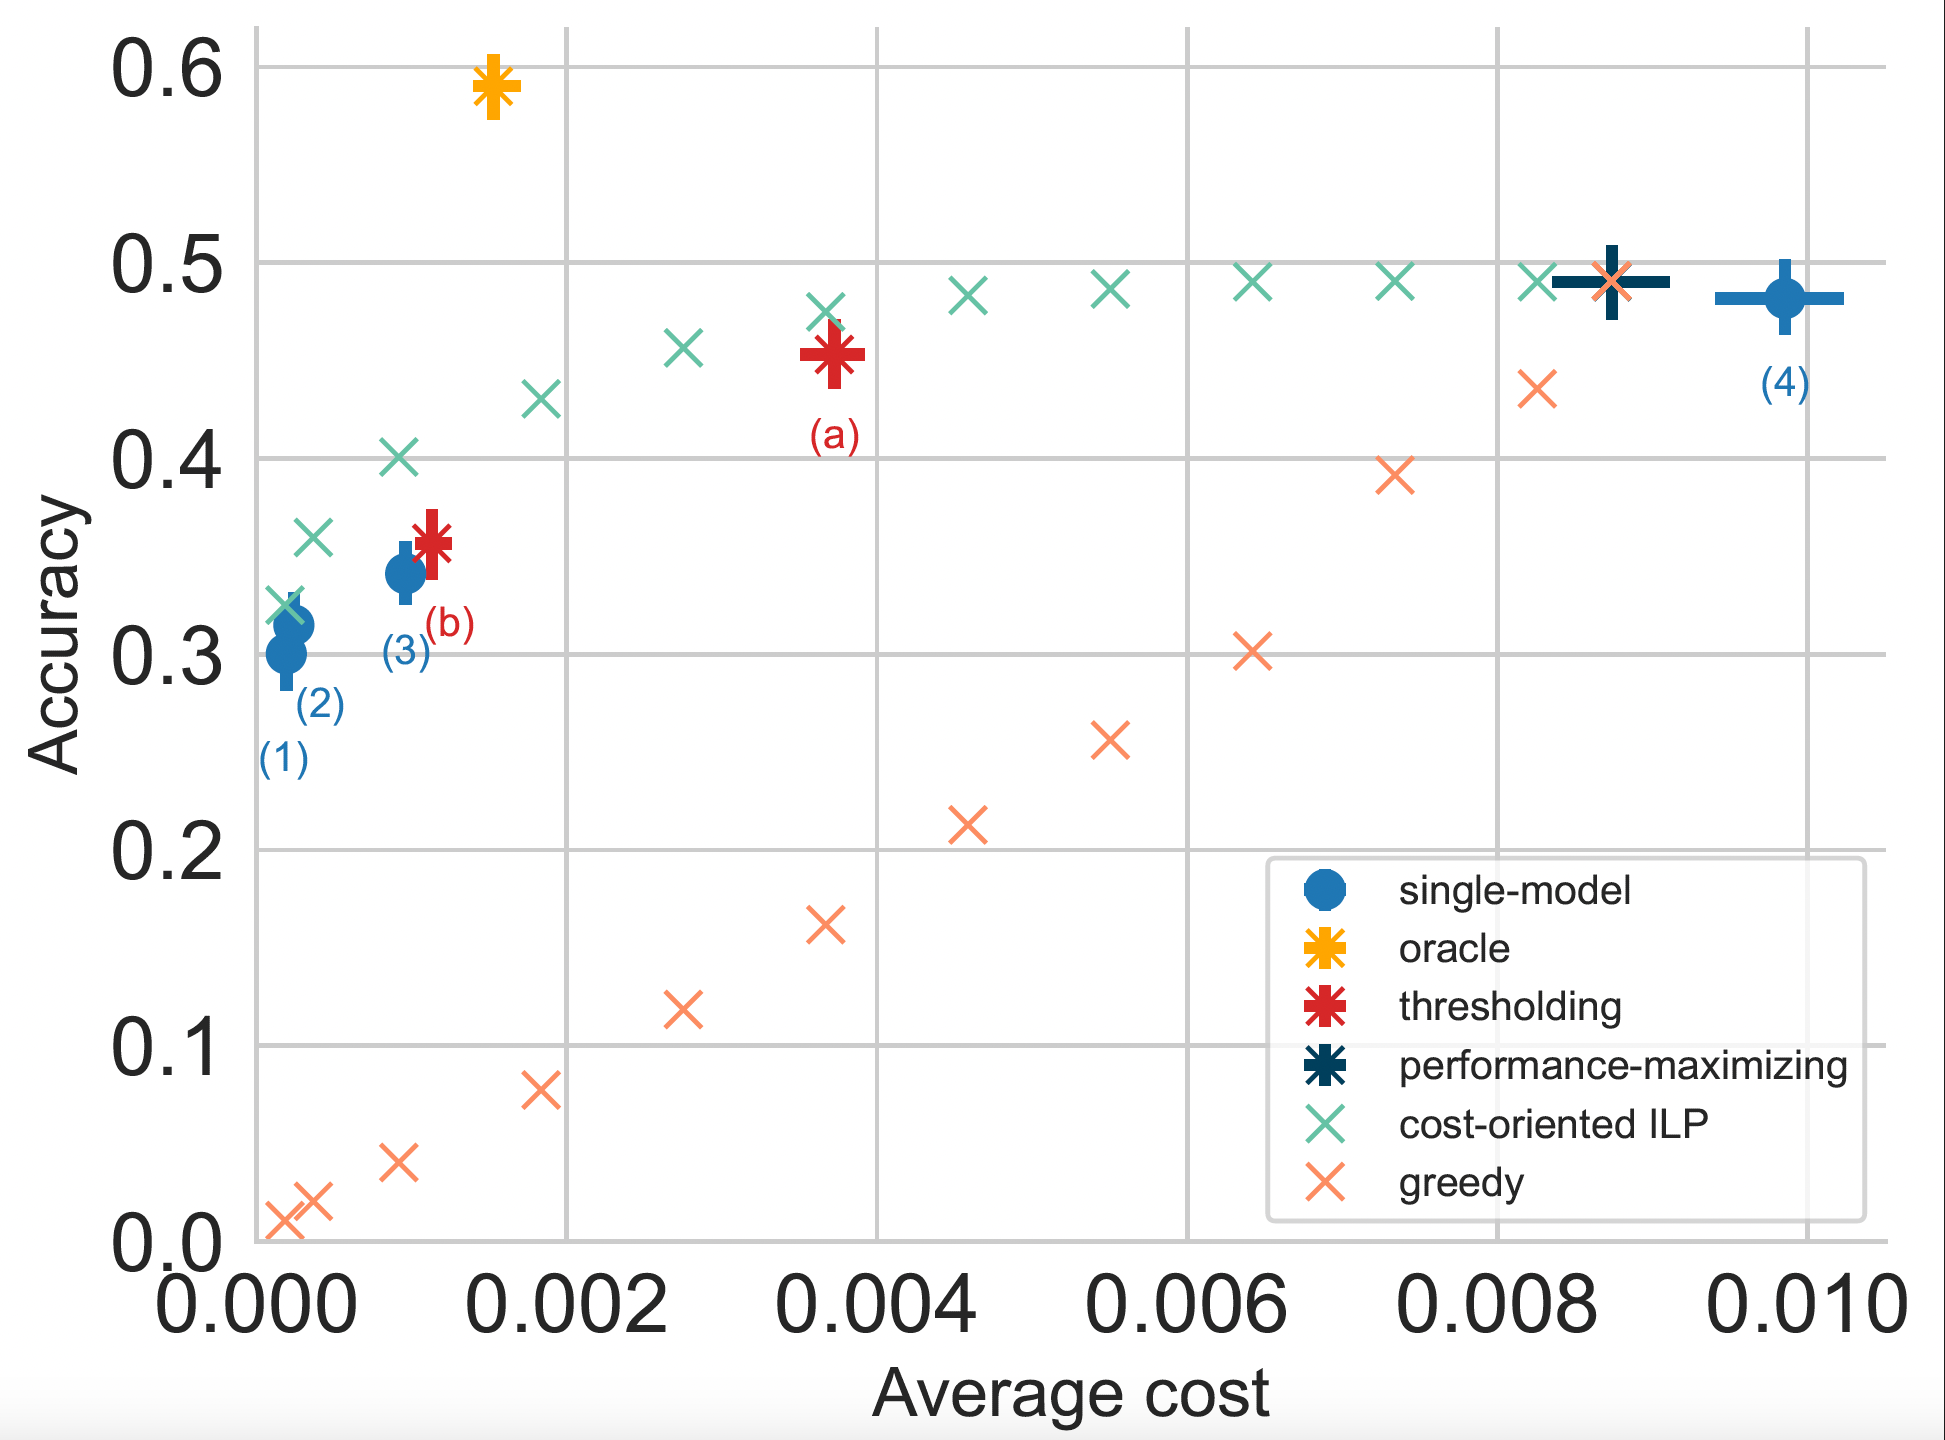 0.6
0.5
0.4
0.3
0.2
0.1
0.0
Accuracy
(a)
(4)
(b)
(3)
(2)
(1)
single-model
oracle
thresholding
performance-maximizing
cost-oriented ILP
greedy
0.000 0.002 0.004 0.006 0.008 0.010
Average cost